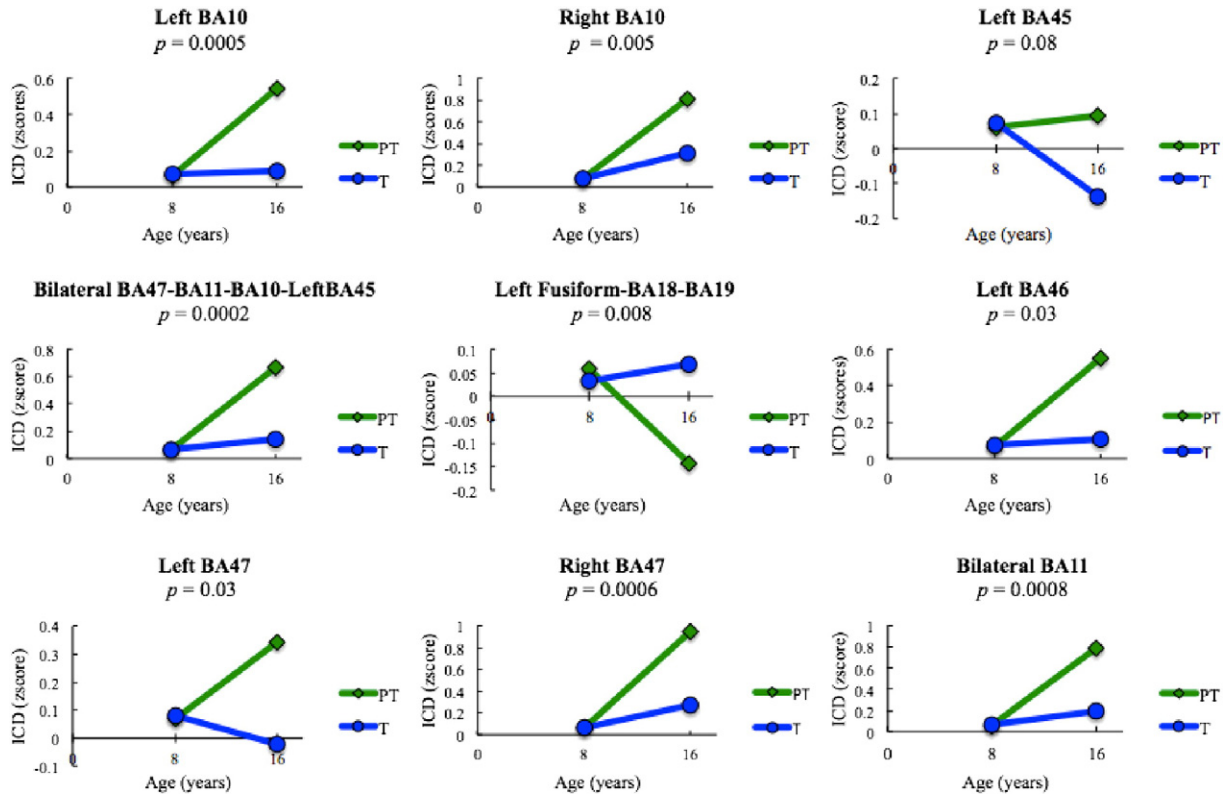 Left BA10
p = 0.0005
ICD (zscores)
0.6
0.4
0.2
0
0
8
16
Age (years)
PT
T
Right BA10
p = 0.005
ICD (zscores)
1
0.8
0.6
0.4
0.2
0
0
8
16
Age (years)
PT
T
Left BA45
p = 0.08
ICD (zscore)
0.2
0.1
0
-0.1
-0.2
0
8
16
Age (years)
PT
T
Bilateral BA47-BA11-BA10-LeftBA45
p = 0.0002
ICD (zscore)
0.8
0.6
0.4
0.2
0
0
8
16
Age (years)
PT
T
Left Fusiform-BA18-BA19
p = 0.008
ICD (zscore)
0.1
0.05
0
-0.05
-0.1
-0.15
-0.2
0
8
16
Age (years)
PT
T
Left BA46
p = 0.03
ICD (zscores)
0.6
0.4
0.2
0
0
8
16
Age (years)
PT
T
Left BA47
p = 0.03
ICD (zscore)
0.4
0.3
0.2
0.1
0
-0.1
0
8
16
Age (years)
PT
T
Right BA47
p = 0.0006
ICD (zscore)
1
0.8
0.6
0.4
0.2
0
0
8
16
Age (years)
PT
T
Bilateral BA11
p = 0.0008
ICD (zscore)
1
0.8
0.6
0.4
0.2
0
0
8
16
Age (years)
PT
T